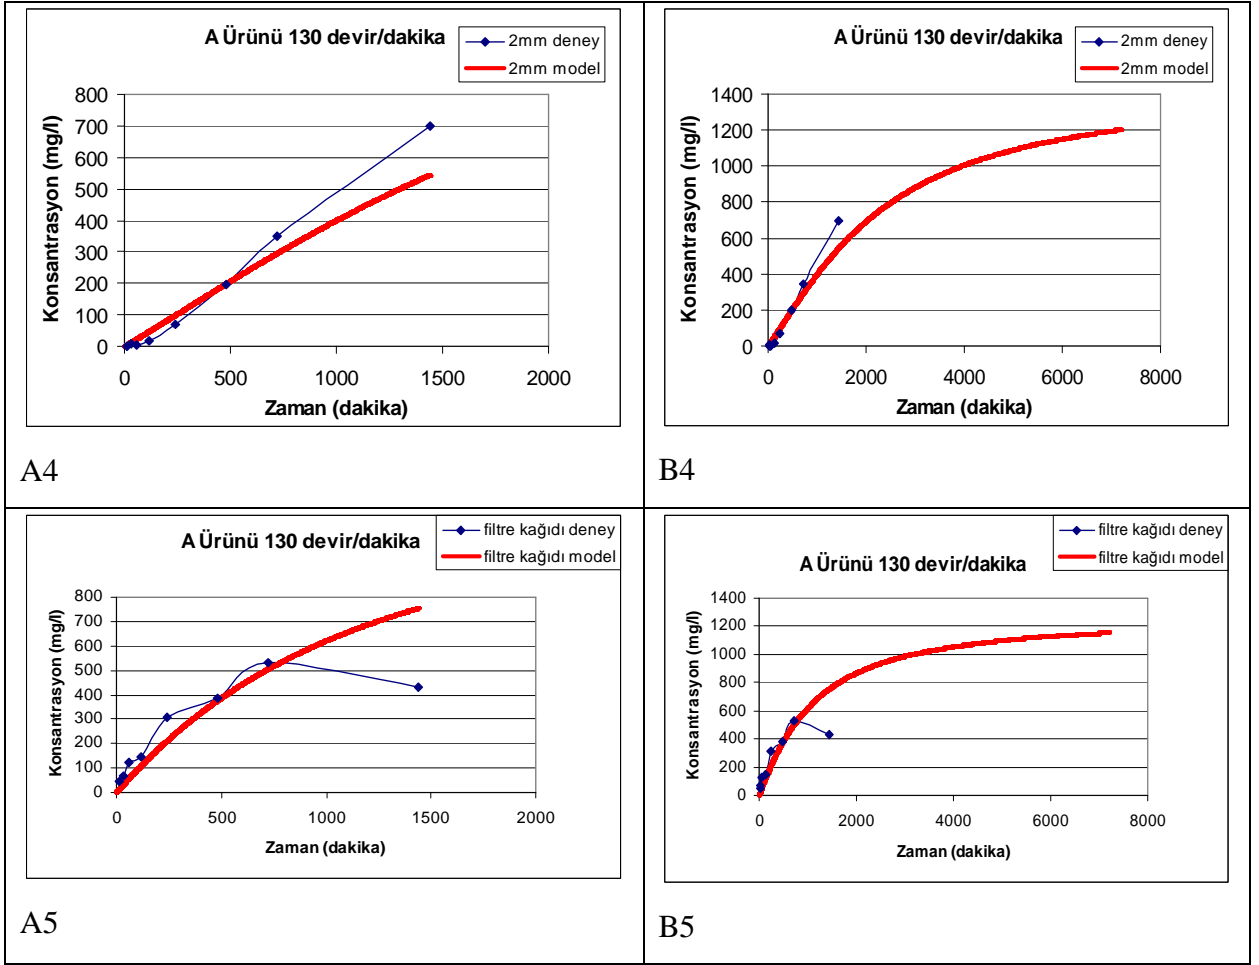 A Ürünü 130 devir/dakika
2mm deney
2mm model
800
700
600
500
400
300
200
100
0
0 500 1000 1500 2000
Konsantrasyon (mg/l)
Zaman (dakika)
A4
A Ürünü 130 devir/dakika
2mm deney
2mm model
1400
1200
1000
800
600
400
200
0
0 2000 4000 6000 8000
Konsantrasyon (mg/l)
Zaman (dakika)
B4
A Ürünü 130 devir/dakika
filtre kağıdı deney
filtre kağıdı model
800
700
600
500
400
300
200
100
0
0 500 1000 1500 2000
Konsantrasyon (mg/l)
Zaman (dakika)
A5
A Ürünü 130 devir/dakika
filtre kağıdı deney
filtre kağıdı model
1400
1200
1000
800
600
400
200
0
0 2000 4000 6000 8000
Konsantrasyon (mg/l)
Zaman (dakika)
B5